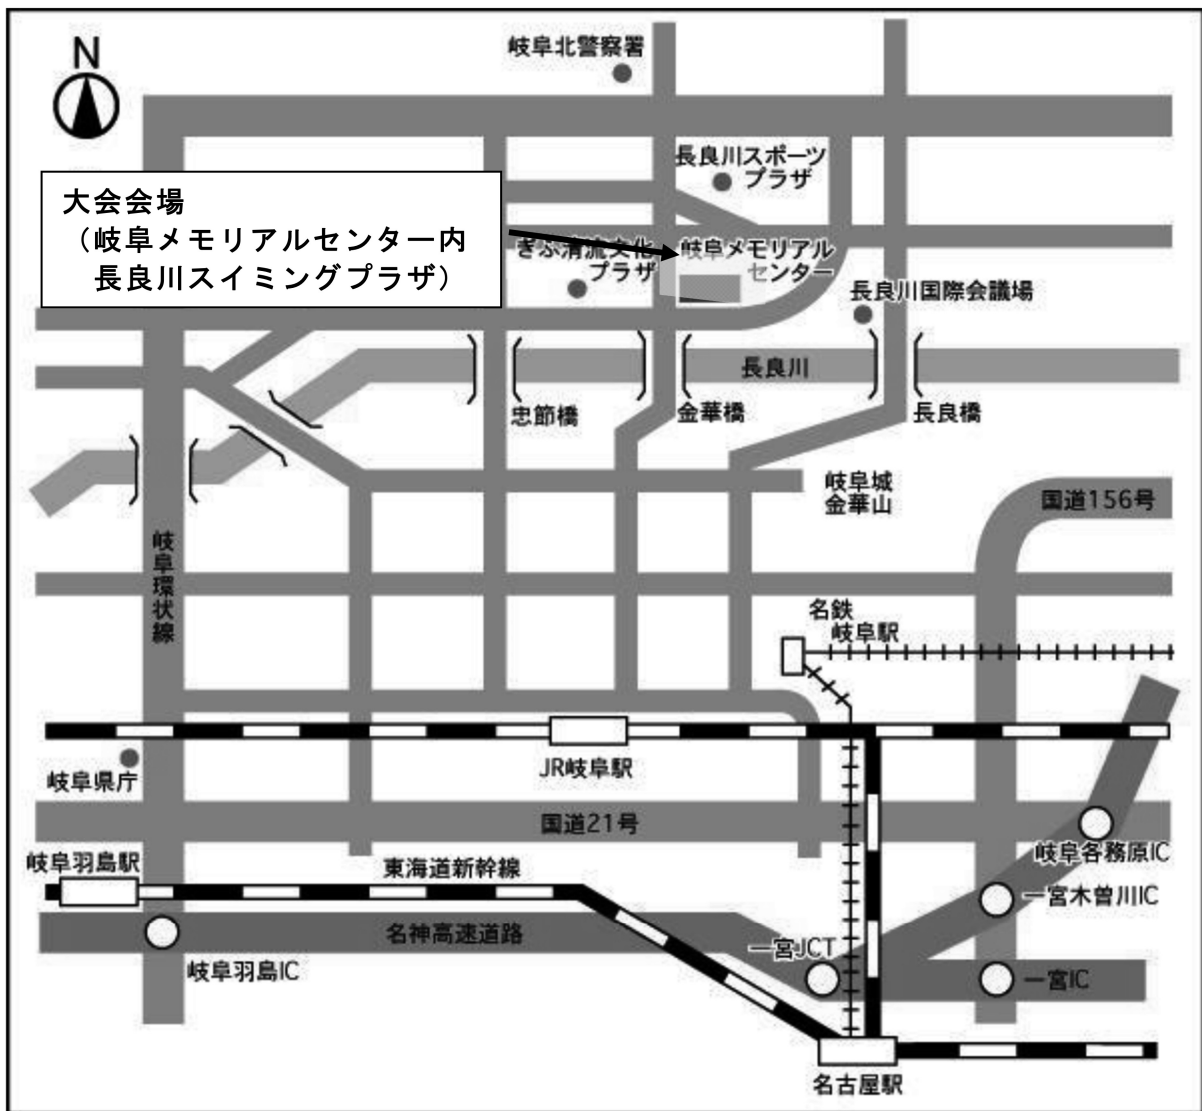 N
岐阜北警察署
長良川スポーツ
プラザ
大会会場
（岐阜メモリアルセンター内
長良川スイミングプラザ）
ぎふ清流文化
プラザ
岐阜メモリアル
センター
長良川国際会議場
長良川
忠節橋
金華橋
長良橋
岐阜城
金華山
国道156号
岐阜環状線
名鉄
岐阜駅
JR岐阜駅
岐阜県庁
国道21号
岐阜羽島駅
東海道新幹線
岐阜各務原IC
一宮木曽川IC
名神高速道路
一宮JCT
岐阜羽島IC
一宮IC
名古屋駅